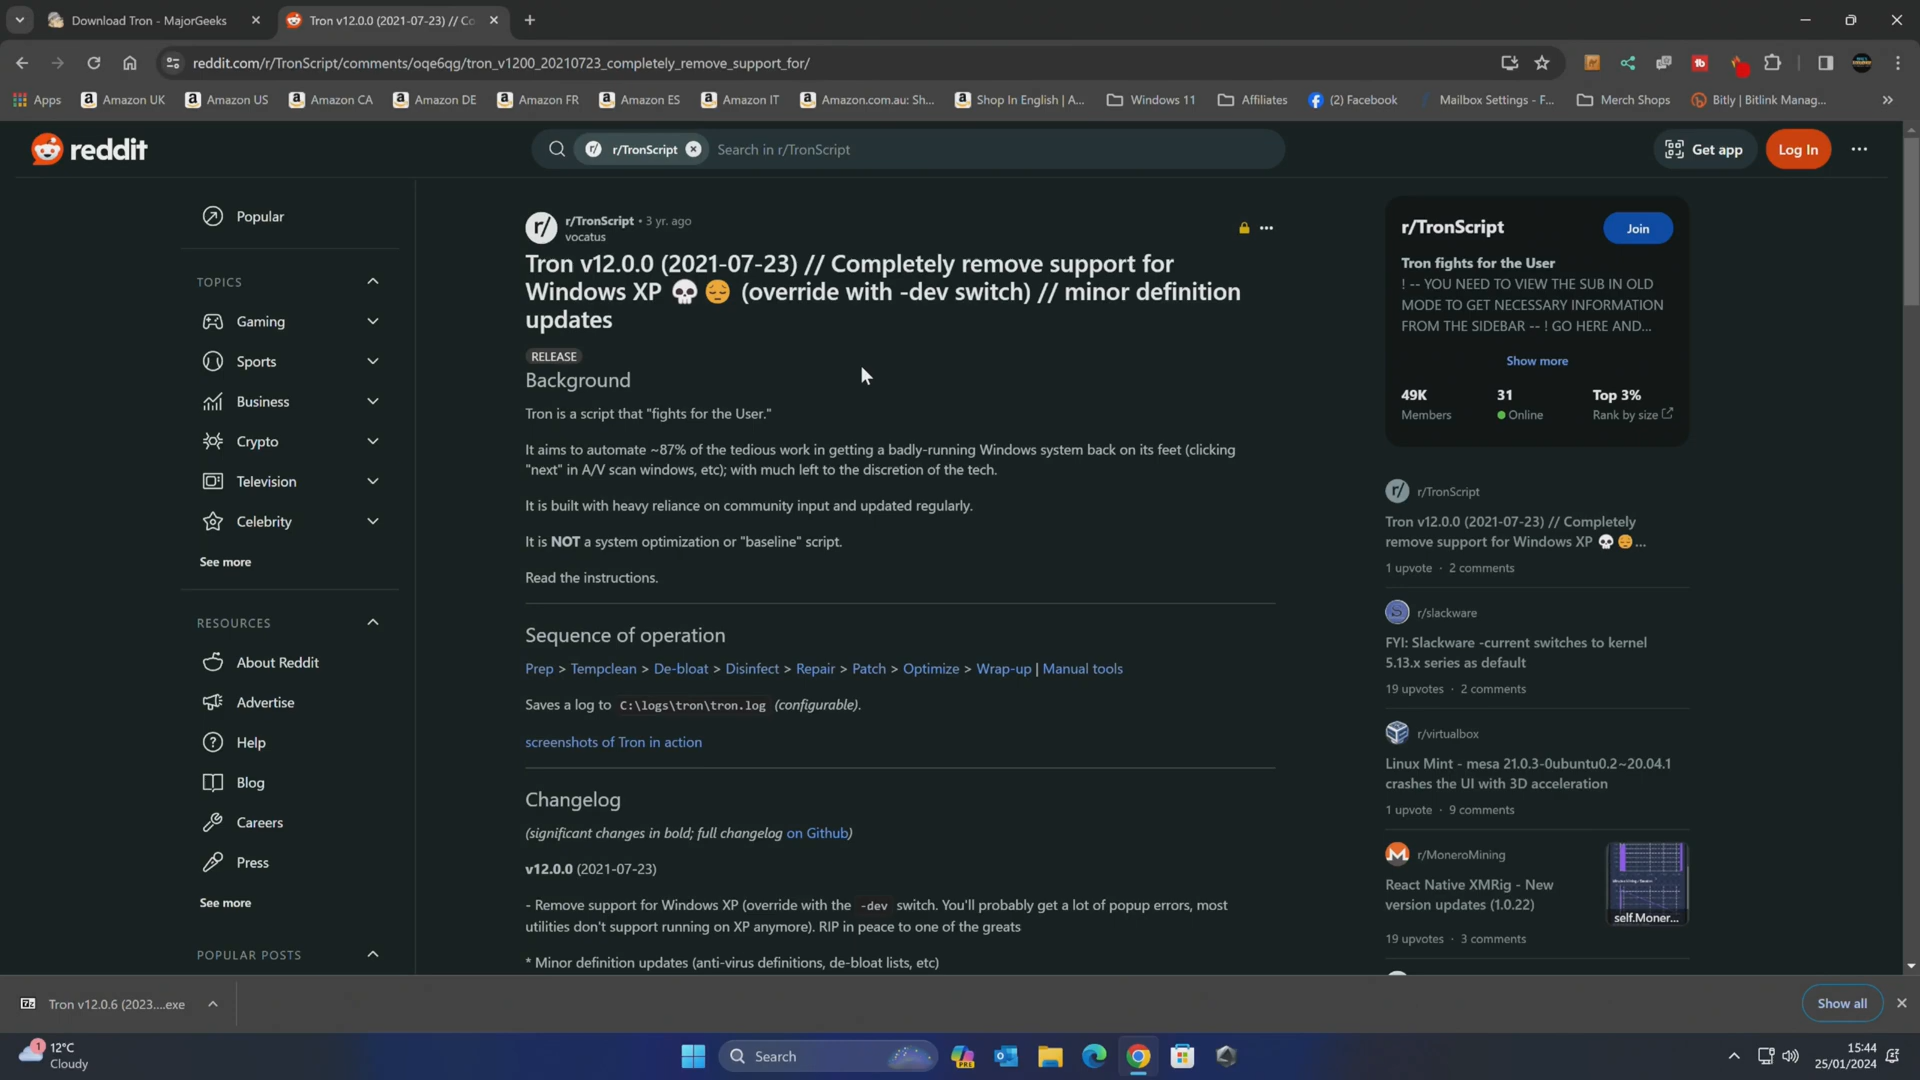 Download Tron - MajorGeeks
Tron v12.0.0 (2021-07-23) // Co
reddit.com/r/TronScript/comments/oqe6qg/tron_v1200_20210723_completely_remove_support_for/
Apps
Amazon UK
Amazon US
Amazon CA
Amazon DE
Amazon FR
Amazon ES
Amazon IT
Amazon.com.au: Sh...
Shop In English | A...
Windows 11
Affiliates
(2) Facebook
Mailbox Settings - F...
Merch Shops
Bitly | Bitlink Manag...
reddit
r/TronScript
Search in r/TronScript
Get app
Log In
Popular
TOPICS
Gaming
Sports
Business
Crypto
Television
Celebrity
See more
RESOURCES
About Reddit
Advertise
Help
Blog
Careers
Press
See more
POPULAR POSTS
r/TronScript • 3 yr. ago
vocatus
Tron v12.0.0 (2021-07-23) // Completely remove support for
Windows XP 💀 😔 (override with -dev switch) // minor definition
updates
RELEASE
Background
Tron is a script that "fights for the User."
It aims to automate ~87% of the tedious work in getting a badly-running Windows system back on its feet (clicking
"next" in A/V scan windows, etc); with much left to the discretion of the tech.
It is built with heavy reliance on community input and updated regularly.
It is NOT a system optimization or "baseline" script.
Read the instructions.
Sequence of operation
Prep > Tempclean > De-bloat > Disinfect > Repair > Patch > Optimize > Wrap-up | Manual tools
Saves a log to C:\logs\tron\tron.log (configurable).
screenshots of Tron in action
Changelog
(significant changes in bold; full changelog on Github)
v12.0.0 (2021-07-23)
- Remove support for Windows XP (override with the -dev switch. You'll probably get a lot of popup errors, most
utilities don't support running on XP anymore). RIP in peace to one of the greats
* Minor definition updates (anti-virus definitions, de-bloat lists, etc)
r/TronScript
Join
Tron fights for the User
! -- YOU NEED TO VIEW THE SUB IN OLD
MODE TO GET NECESSARY INFORMATION
FROM THE SIDEBAR -- ! GO HERE AND...
Show more
49K
31
Top 3%
Members
Online
Rank by size
r/TronScript
Tron v12.0.0 (2021-07-23) // Completely
remove support for Windows XP 💀 😔...
1 upvote · 2 comments
r/slackware
FYI: Slackware -current switches to kernel
5.13.x series as default
19 upvotes · 2 comments
r/virtualbox
Linux Mint - mesa 21.0.3-0ubuntu0.2~20.04.1
crashes the UI with 3D acceleration
1 upvote · 9 comments
r/MoneroMining
React Native XMRig - New
version updates (1.0.22)
self.Moner...
19 upvotes · 3 comments
Tron v12.0.6 (2023....exe
Show all
1
12°C
Cloudy
Search
PRE
15:44
25/01/2024